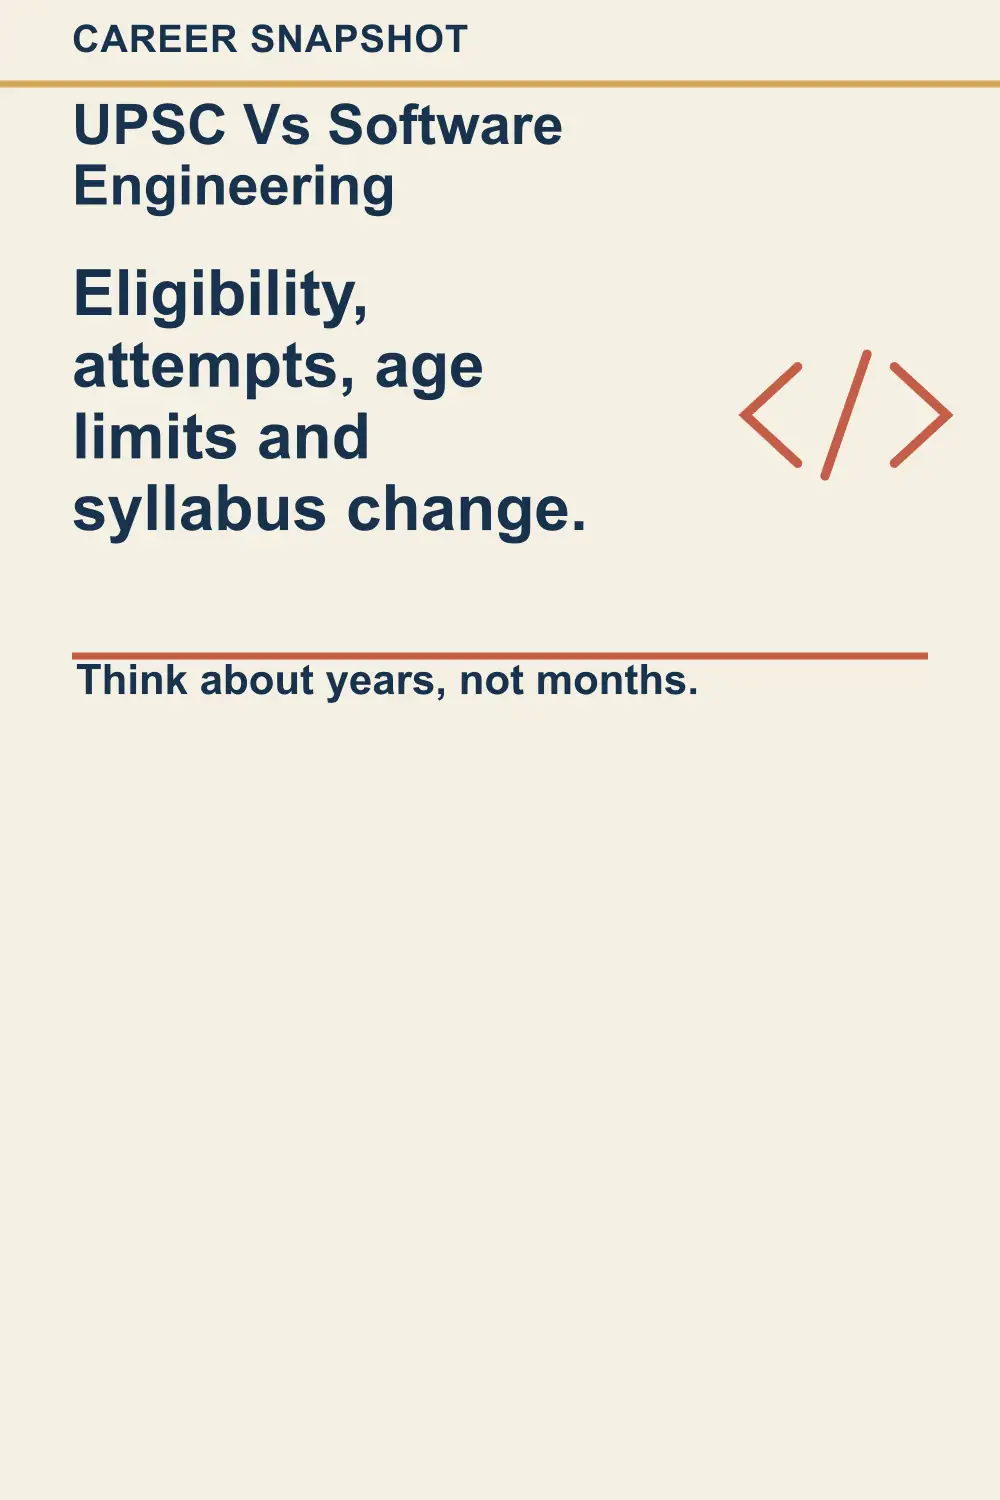 CAREER SNAPSHOT
UPSC Vs Software
Engineering
Eligibility,
attempts, age
limits and
syllabus change.
</>
Think about years, not months.